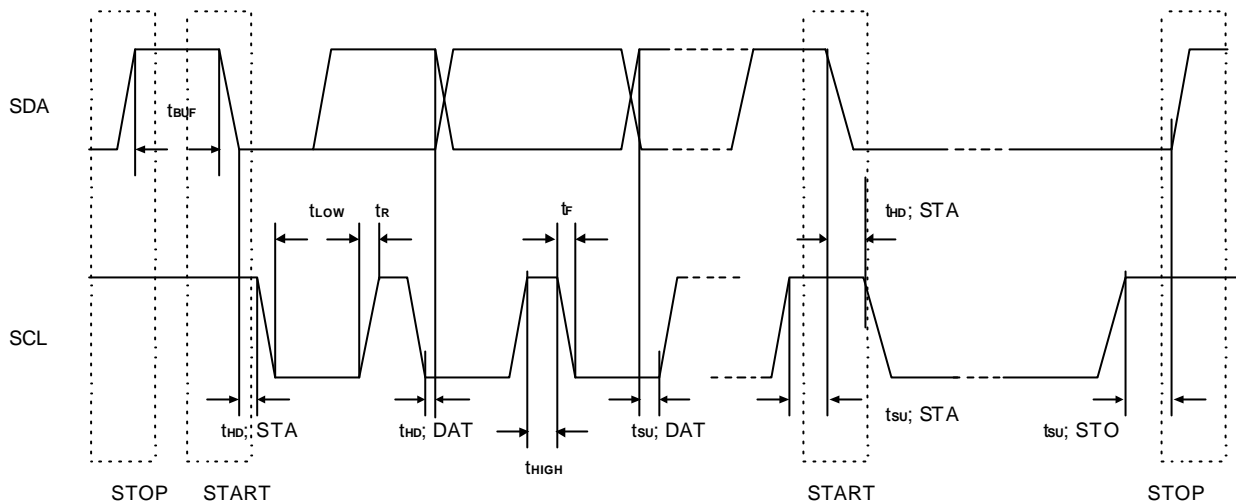 SDA
tBUF
tLOW
tR
tF
tHD; STA
SCL
tHD; STA
tHD; DAT
tHIGH
tSU; DAT
tSU; STA
tSU; STO
STOP
START
START
STOP